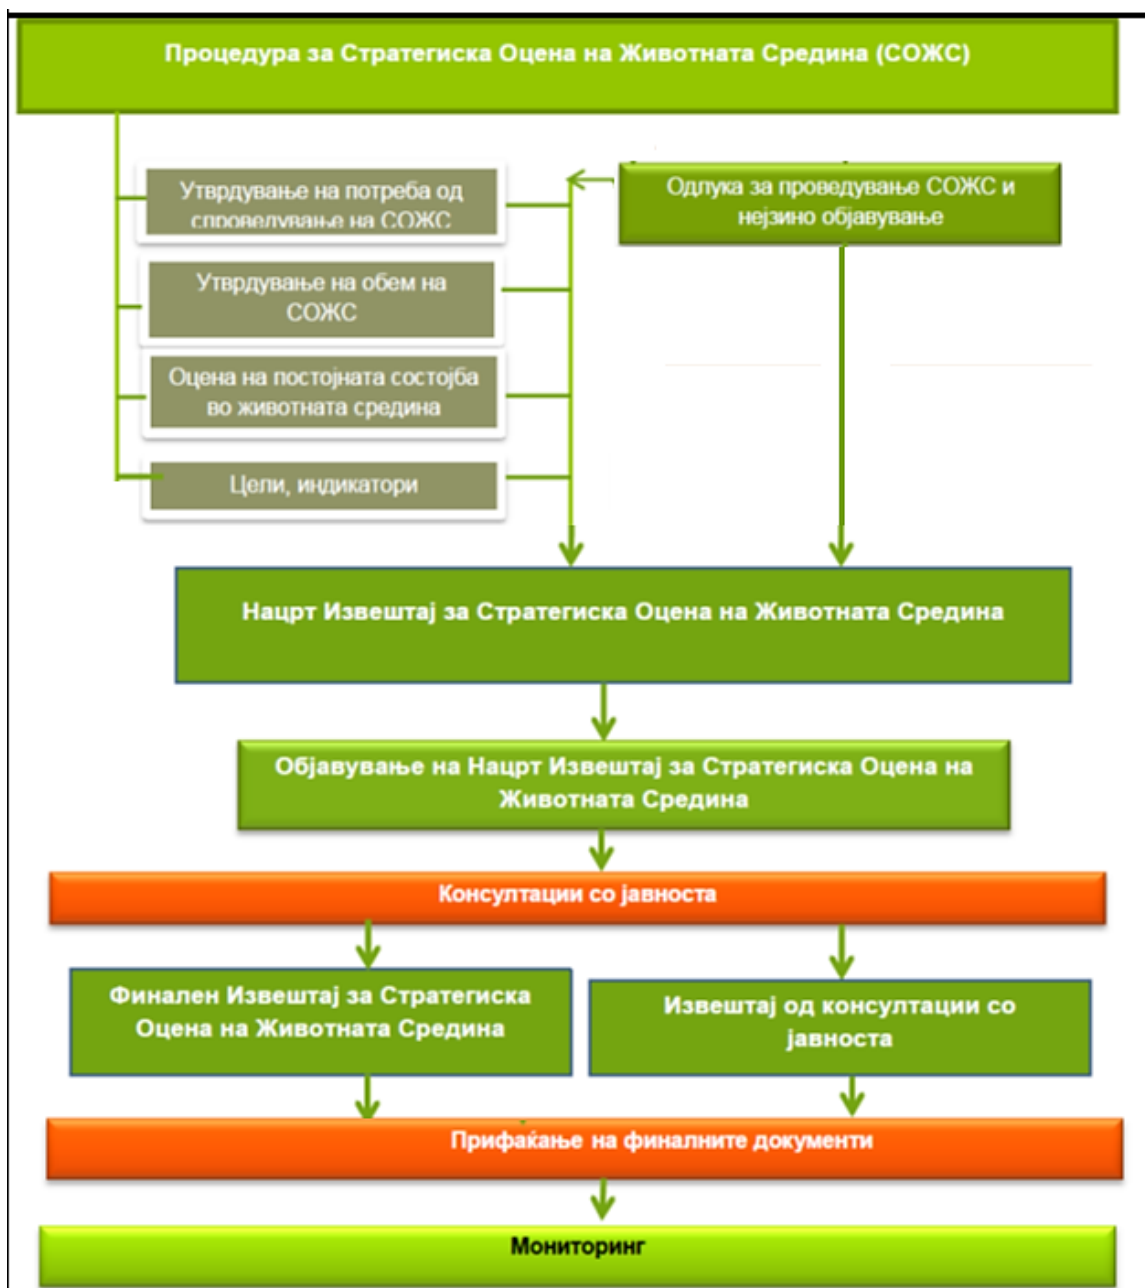 Процедура за Стратегиска Оцена на Животната Средина (СОЖС)
Утврдување на потреба од
спроведување на СОЖС
Одлука за проведување СОЖС и
нејзино објавување
Утврдување на обем на
СОЖС
Оцена на постојната состојба
во животната средина
Цели, индикатори
Нацрт Извештај за Стратегиска Оцена на Животната Средина
Објавување на Нацрт Извештај за Стратегиска Оцена на
Животната Средина
Консултации со јавноста
Финален Извештај за Стратегиска
Оцена на Животната Средина
Извештај од консултации со
јавноста
Прифаќање на финалните документи
Мониторинг